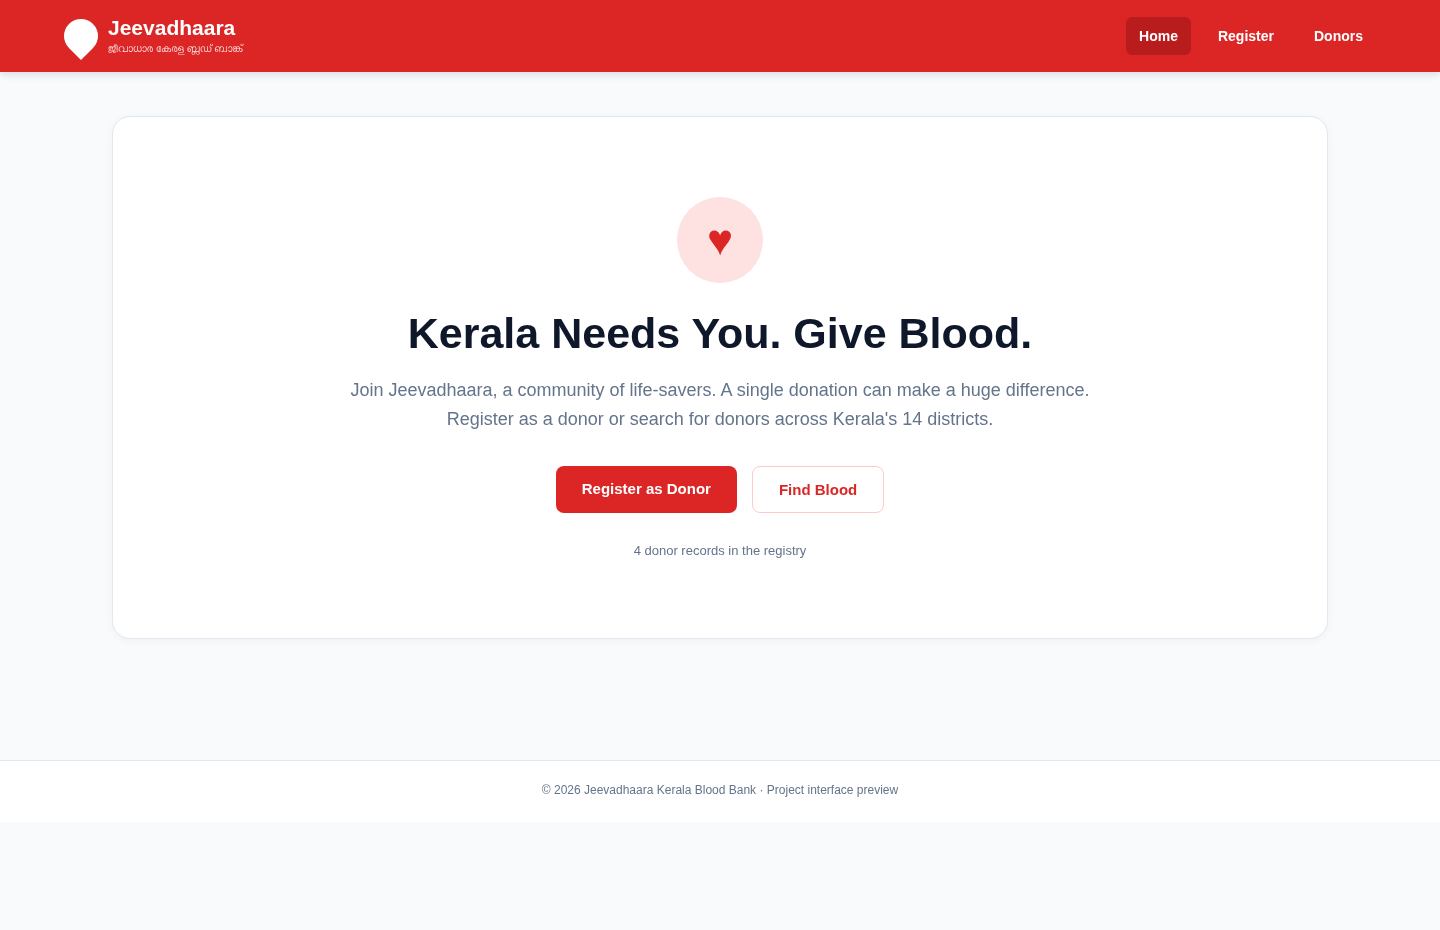 Jeevadhaara
ജീവാധാര കേരള ബ്ലഡ് ബാങ്ക്
Home
Register
Donors
Kerala Needs You. Give Blood.
Join Jeevadhaara, a community of life-savers. A single donation can make a huge difference.
Register as a donor or search for donors across Kerala's 14 districts.
Register as Donor
Find Blood
4 donor records in the registry
© 2026 Jeevadhaara Kerala Blood Bank · Project interface preview